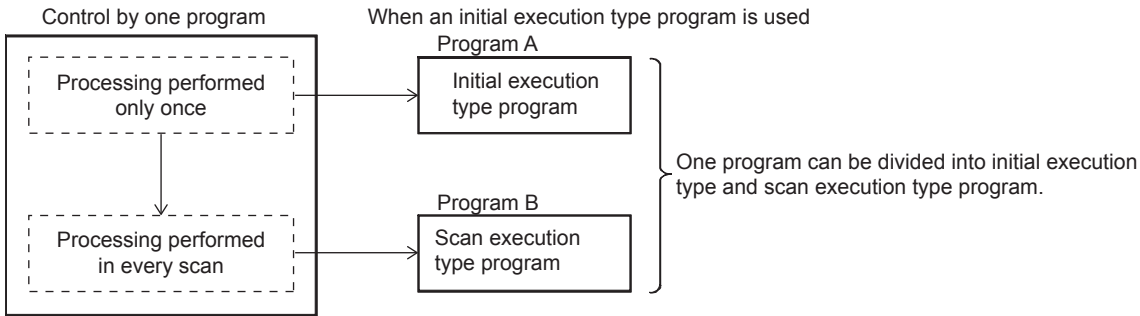 Control by one program
When an initial execution type program is used
Program A
Processing performed
only once
Initial execution
type program
One program can be divided into initial execution
type and scan execution type program.
Program B
Processing performed
in every scan
Scan execution
type program